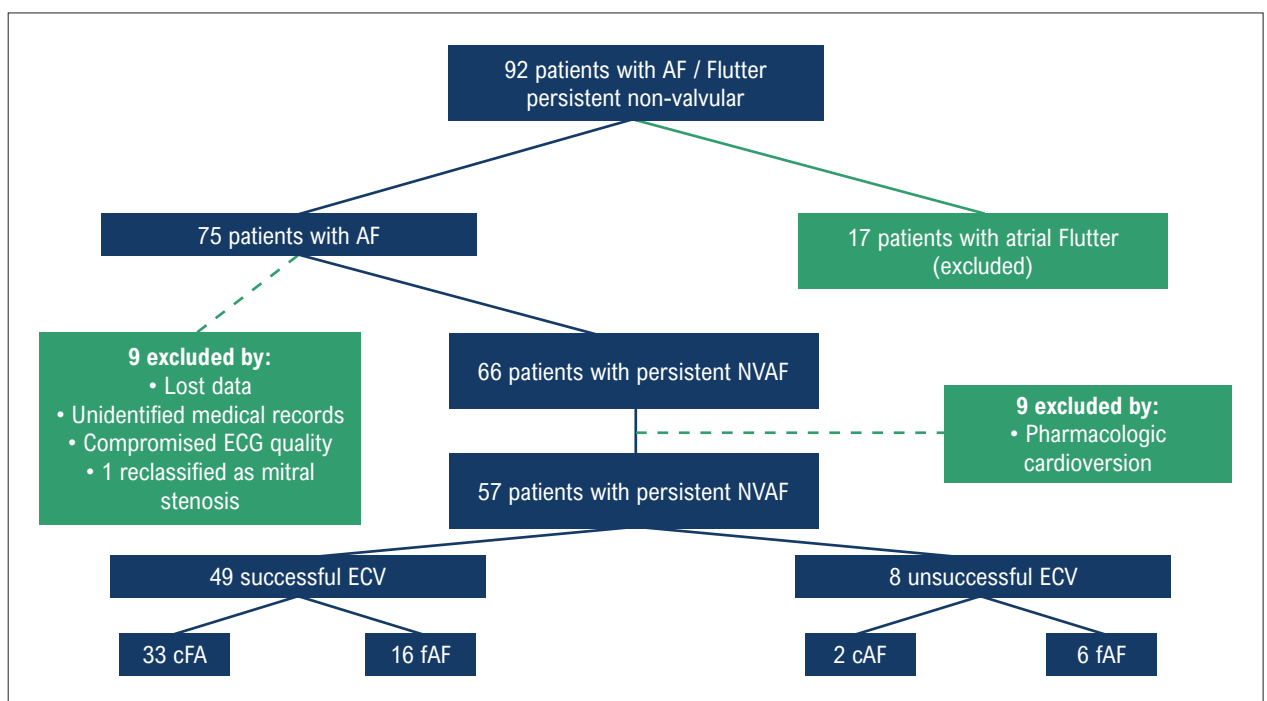 92 patients with AF / Flutter
persistent non-valvular
75 patients with AF
17 patients with atrial Flutter
(excluded)
9 excluded by:
• Lost data
• Unidentified medical records
• Compromised ECG quality
• 1 reclassified as mitral
stenosis
66 patients with persistent NVAF
9 excluded by:
• Pharmacologic
cardioversion
57 patients with persistent NVAF
49 successful ECV
8 unsuccessful ECV
33 cFA
16 fAF
2 cAF
6 fAF